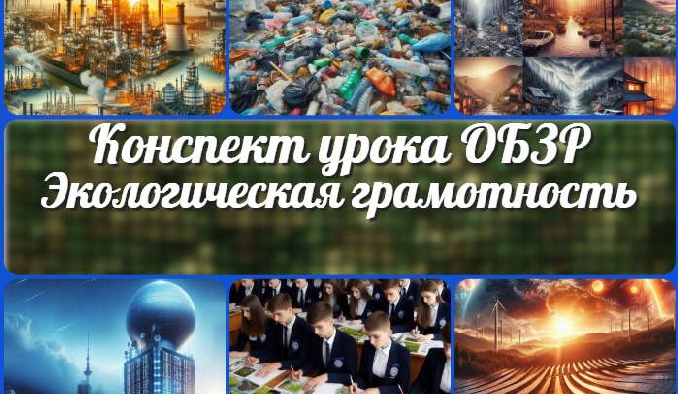 Конспект урока ОБЗР
Экологическая грамотность